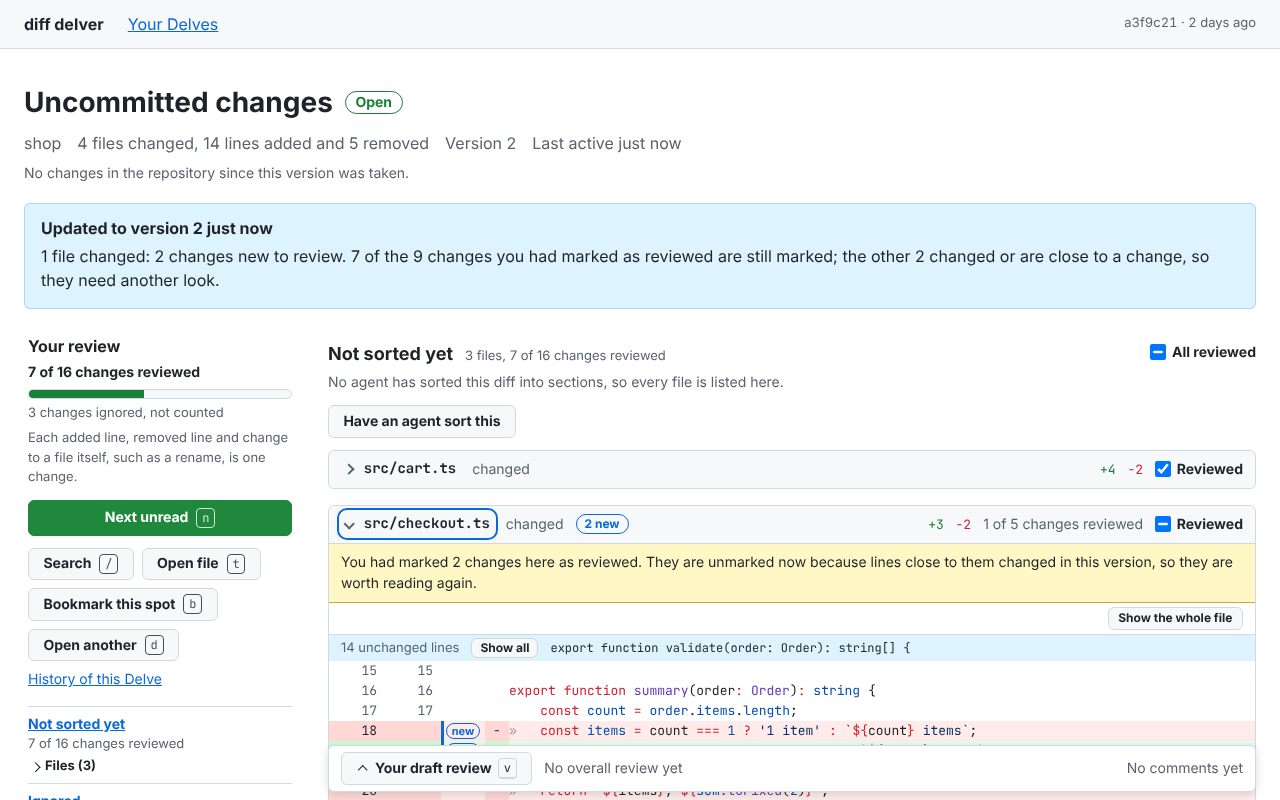 diff delver Your Delves a3f9c21 · 2 days ago
Uncommitted changes Open
shop 4 files changed, 14 lines added and 5 removed Version 2 Last active just now
No changes in the repository since this version was taken.
Updated to version 2 just now
1 file changed: 2 changes new to review. 7 of the 9 changes you had marked as reviewed are still marked; the other 2 changed or are close to a change, so
they need another look.
Your review
7 of 16 changes reviewed
3 changes ignored, not counted
Each added line, removed line and change
to a file itself, such as a rename, is one
change.
Next unread n
Search / Open file t
Bookmark this spot b
Open another d
History of this Delve
Not sorted yet
7 of 16 changes reviewed
Files (3)
Ignored
Not sorted yet 3 files, 7 of 16 changes reviewed All reviewed
No agent has sorted this diff into sections, so every file is listed here.
Have an agent sort this
src/cart.ts changed +4 -2 Reviewed
src/checkout.ts changed 2 new +3 -2 1 of 5 changes reviewed Reviewed
You had marked 2 changes here as reviewed. They are unmarked now because lines close to them changed in this version, so they are
worth reading again.
Show the whole file
14 unchanged lines Show all export function validate(order: Order): string[] {
15 15
16 16 export function summary(order: Order): string {
17 17 const count = order.items.length;
18 new - » const items = count === 1 ? '1 item' : `${count} items`;
Your draft review v No overall review yet No comments yet